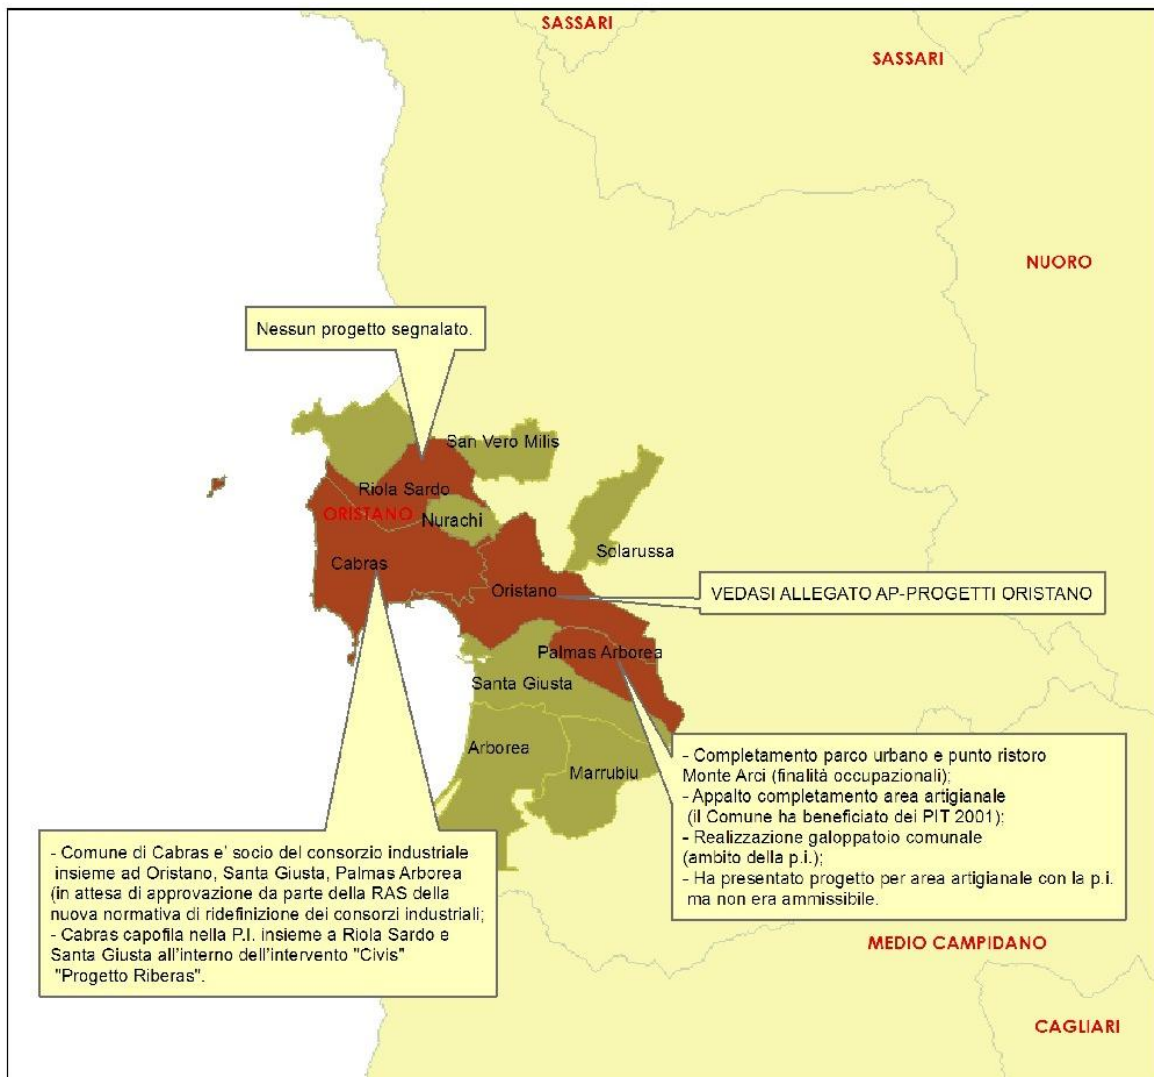 SASSARI
SASSARI
NUORO
Nessun progetto segnalato.
San Vero Milis
Riola Sardo
ORISTANO
Nurachi
Solarussa
Cabras
Oristano
VEDASI ALLEGATO AP-PROGETTI ORISTANO
Palmas Arborea
Santa Giusta
Arborea
Marrubiu
- Completamento parco urbano e punto ristoro
Monte Arci (finalità occupazionali);
- Appalto completamento area artigianale
(il Comune ha beneficiato dei PIT 2001);
- Realizzazione galoppatoio comunale
(ambito della p.i.);
- Ha presentato progetto per area artigianale con la p.i.
ma non era ammissibile.
- Comune di Cabras e' socio del consorzio industriale
insieme ad Oristano, Santa Giusta, Palmas Arborea
(in attesa di approvazione da parte della RAS della
nuova normativa di ridefinizione dei consorzi industriali;
- Cabras capofila nella P.I. insieme a Riola Sardo e
Santa Giusta all'interno dell'intervento "Civis"
"Progetto Riberas".
MEDIO CAMPIDANO
CAGLIARI